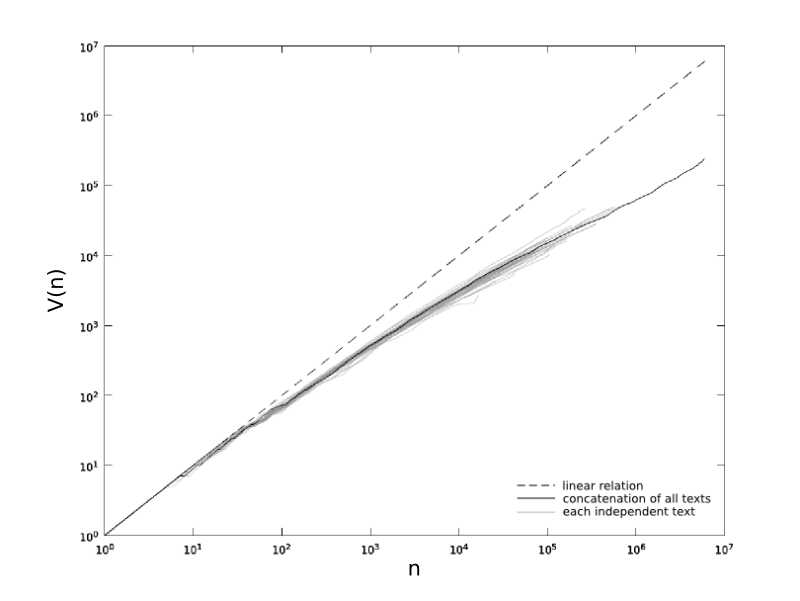 10⁷
10⁶
10⁵
10⁴
10³
10²
10¹
10⁰
V(n)
linear relation
concatenation of all texts
each independent text
10⁰ 10¹ 10² 10³ 10⁴ 10⁵ 10⁶ 10⁷
n